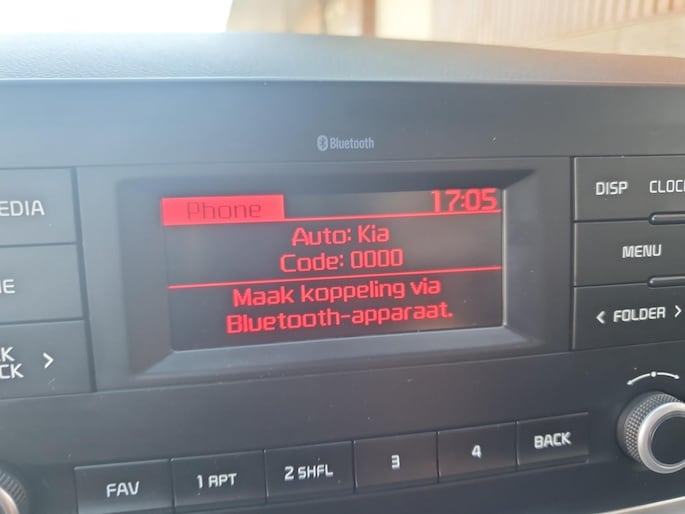 Bluetooth
Phone
17:05
Auto: Kia
Code: 0000
Maak koppeling via
Bluetooth-apparaat.
EDIA
DISP
CLOCK
MENU
< FOLDER >
>
FAV
1 RPT
2 SHFL
3
4
BACK